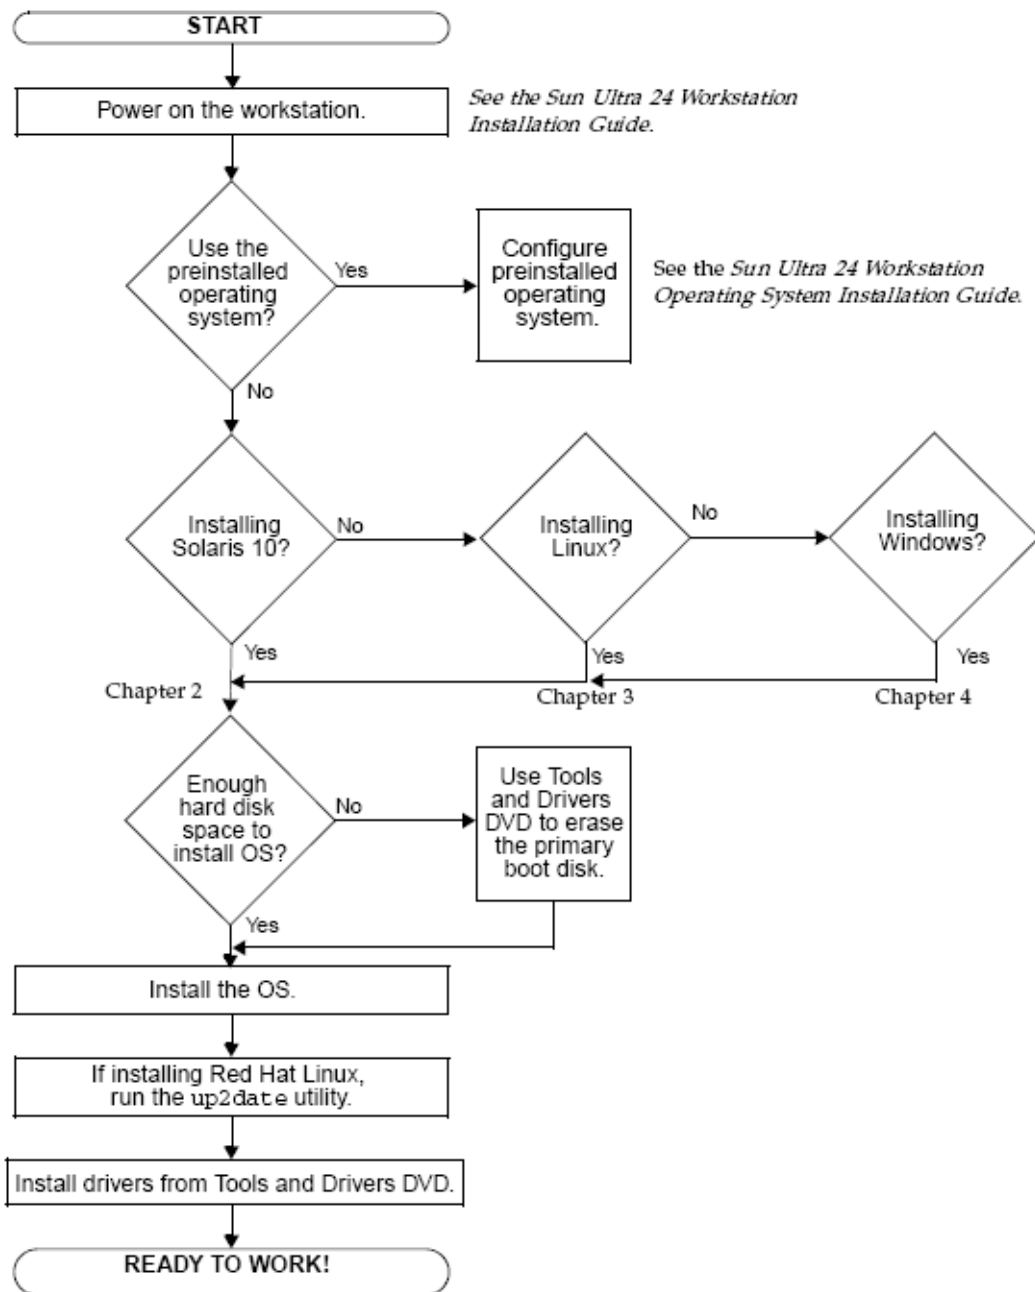 START
Power on the workstation.
See the Sun Ultra 24 Workstation
Installation Guide.
Use the
preinstalled
operating
system?
Yes
Configure
preinstalled
operating
system.
See the Sun Ultra 24 Workstation
Operating System Installation Guide.
No
Installing
Solaris 10?
No
Installing
Linux?
No
Installing
Windows?
Yes
Yes
Yes
Chapter 2
Chapter 3
Chapter 4
Enough
hard disk
space to
install OS?
No
Use Tools
and Drivers
DVD to erase
the primary
boot disk.
Yes
Install the OS.
If installing Red Hat Linux,
run the up2date utility.
Install drivers from Tools and Drivers DVD.
READY TO WORK!